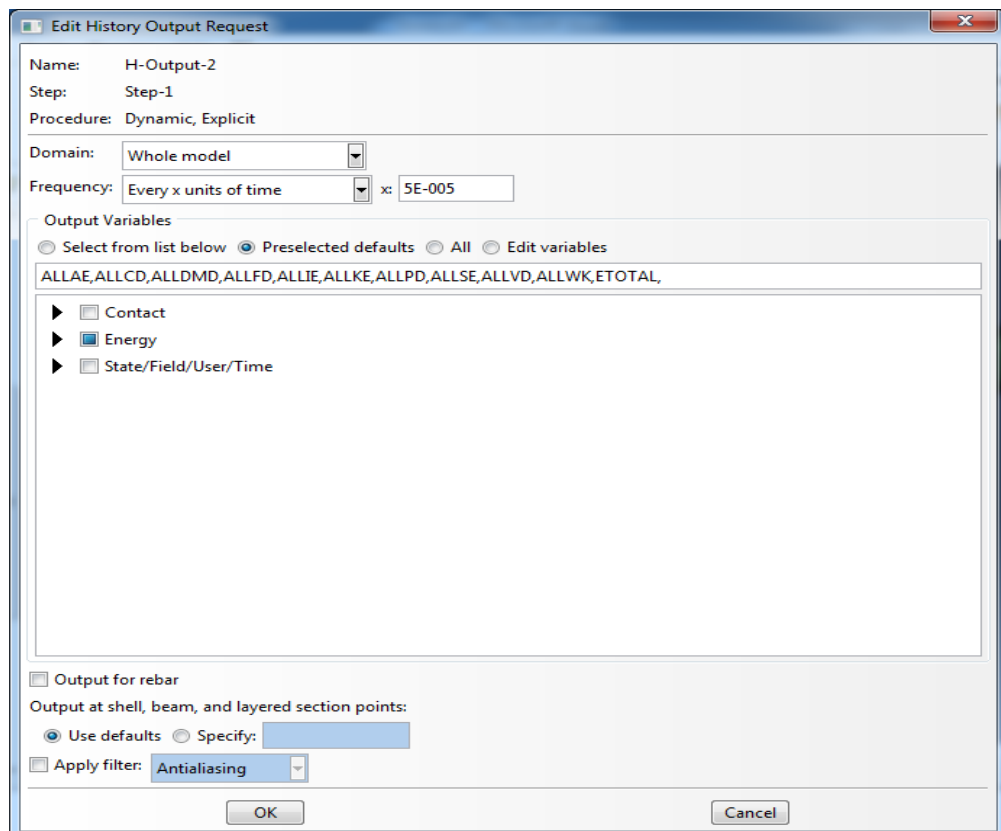 Edit History Output Request
Name: H-Output-2
Step: Step-1
Procedure: Dynamic, Explicit
Domain: Whole model
Frequency: Every x units of time x: 5E-005
Output Variables
Select from list below Preselected defaults All Edit variables
ALLAE,ALLCD,ALLDMD,ALLFD,ALLIE,ALLKE,ALLPD,ALLSE,ALLVD,ALLWK,ETOTAL,
Contact
Energy
State/Field/User/Time
Output for rebar
Output at shell, beam, and layered section points:
Use defaults Specify:
Apply filter: Antialiasing
OK Cancel